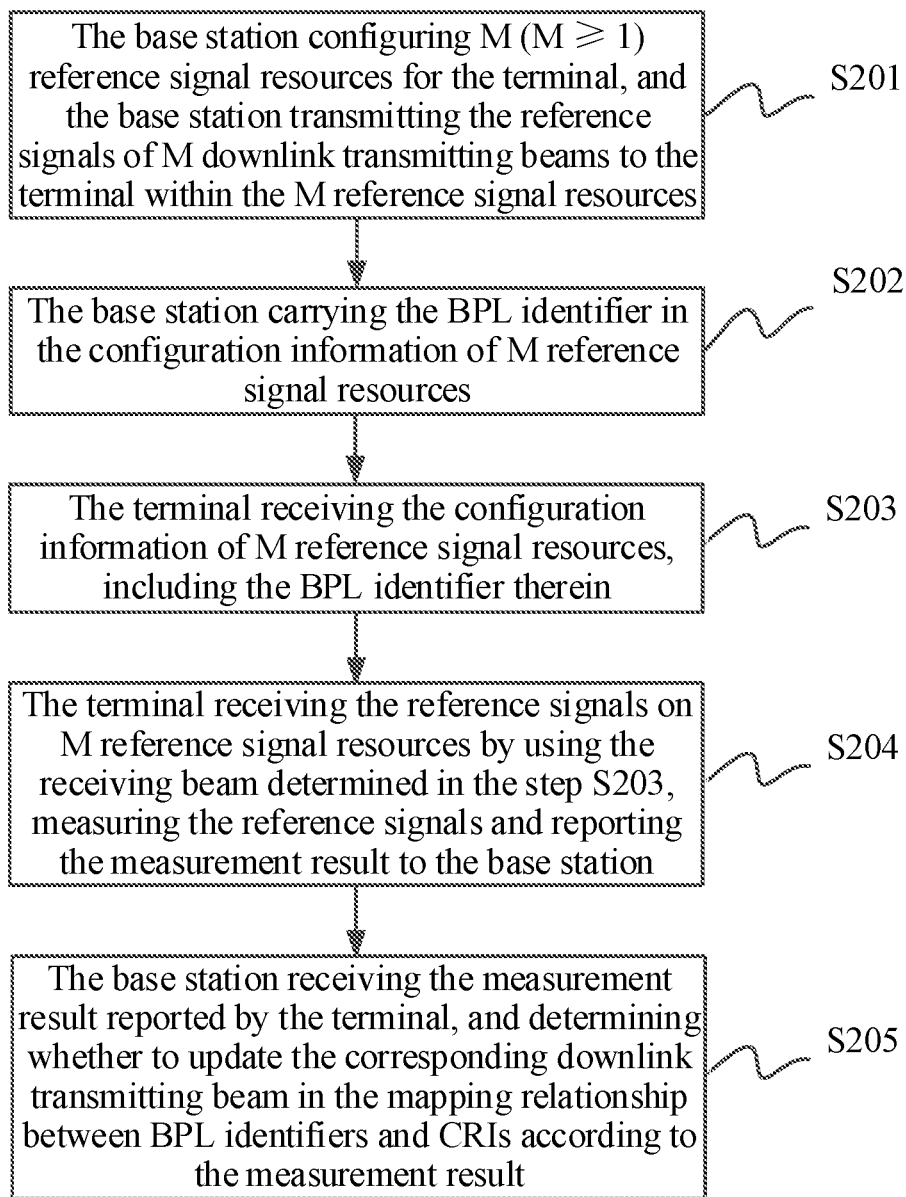 The base station configuring M (M ≥ 1)
reference signal resources for the terminal, and
the base station transmitting the reference
signals of M downlink transmitting beams to the
terminal within the M reference signal resources
S201
The base station carrying the BPL identifier in
the configuration information of M reference
signal resources
S202
The terminal receiving the configuration
information of M reference signal resources,
including the BPL identifier therein
S203
The terminal receiving the reference signals on
M reference signal resources by using the
receiving beam determined in the step S203,
measuring the reference signals and reporting
the measurement result to the base station
S204
The base station receiving the measurement
result reported by the terminal, and determining
whether to update the corresponding downlink
transmitting beam in the mapping relationship
between BPL identifiers and CRIs according to
the measurement result
S205